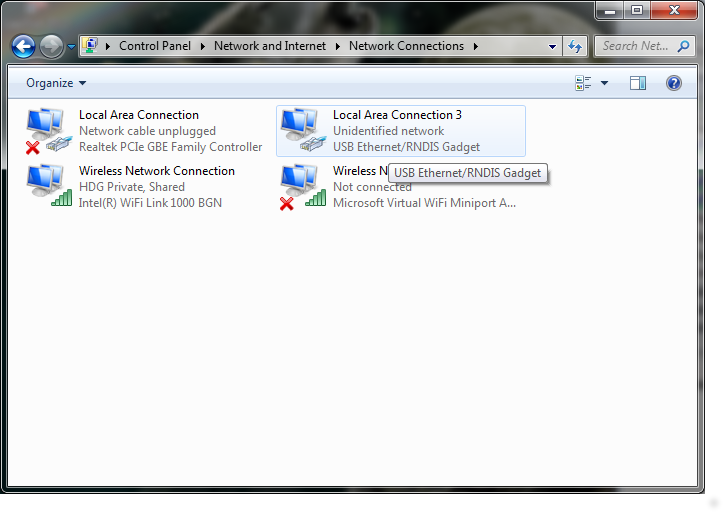 Control Panel Network and Internet Network Connections Search Net...
Organize
Local Area Connection
Network cable unplugged
Realtek PCIe GBE Family Controller
Local Area Connection 3
Unidentified network
USB Ethernet/RNDIS Gadget
Wireless Network Connection
HDG Private, Shared
Intel(R) WiFi Link 1000 BGN
Wireless N
Not connected
Microsoft Virtual WiFi Miniport A...
USB Ethernet/RNDIS Gadget